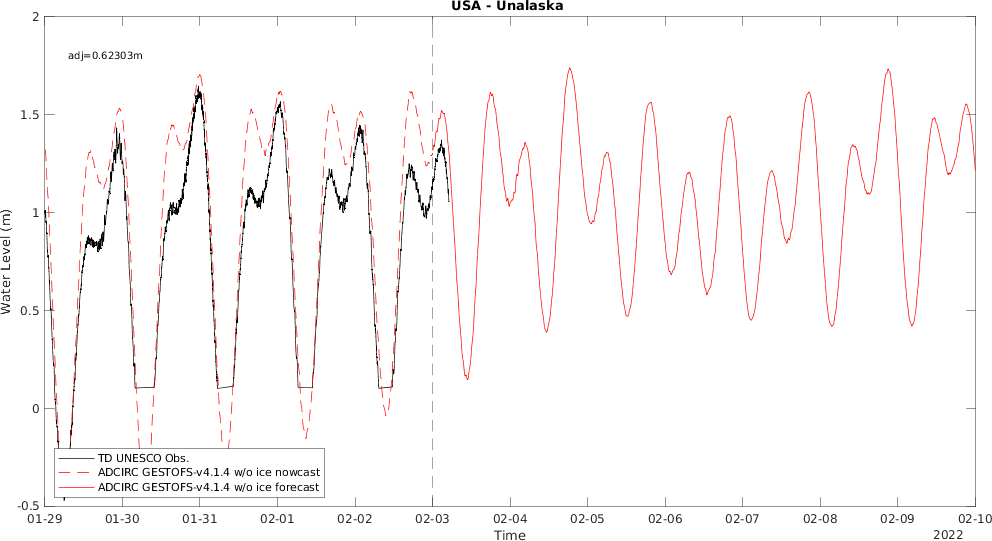 USA - Unalaska
2
1.5
1
0.5
0
-0.5
Water Level (m)
adj=0.62303m
TD UNESCO Obs.
ADCIRC GESTOFS-v4.1.4 w/o ice nowcast
ADCIRC GESTOFS-v4.1.4 w/o ice forecast
01-29 01-30 01-31 02-01 02-02 02-03 02-04 02-05 02-06 02-07 02-08 02-09 02-10
Time
2022